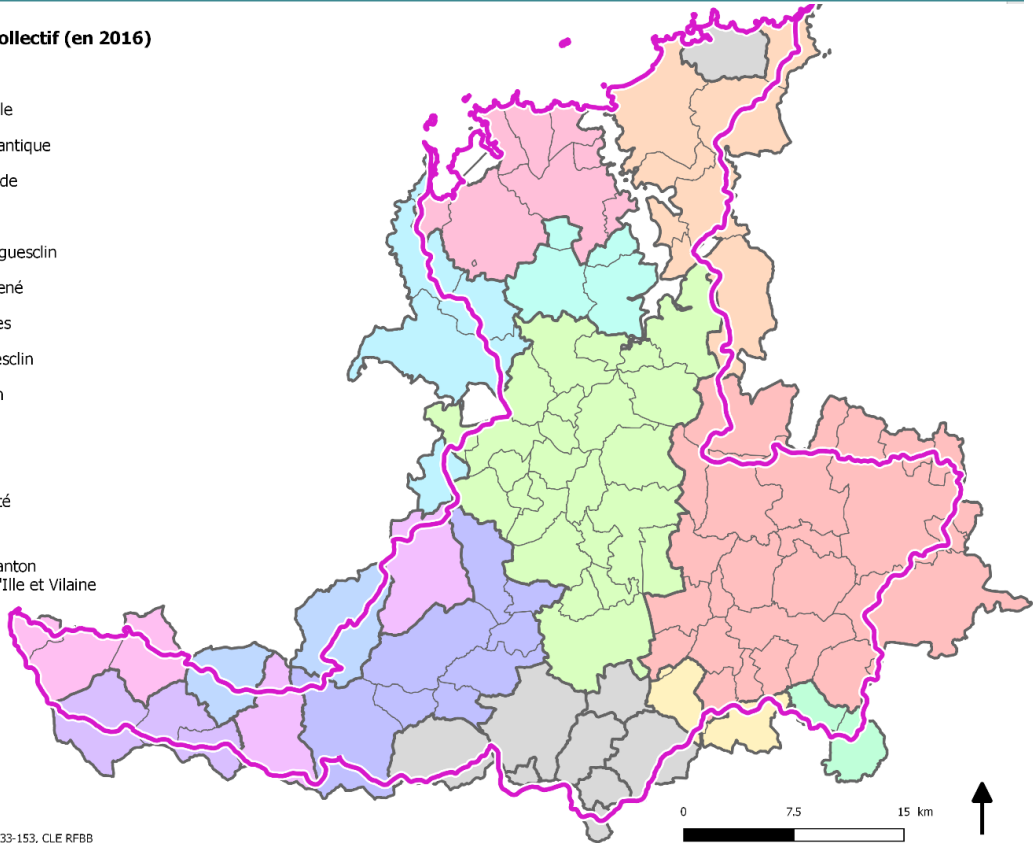 ollectif (en 2016)
le
antique
de
guesclin
ené
es
esclin
n
té
anton
'Ille et Vilaine
33-153, CLE RFBB
0 7.5 15 km